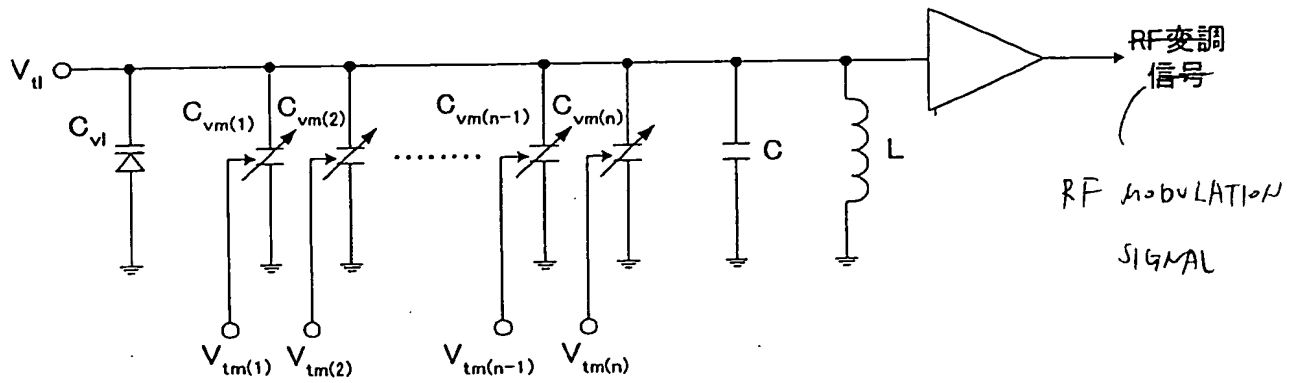 V_tl
C_vl
C_vm(1) C_vm(2) C_vm(n-1) C_vm(n)
C
L
V_tm(1) V_tm(2) V_tm(n-1) V_tm(n)
RF変調
信号
RF MODULATION
SIGNAL